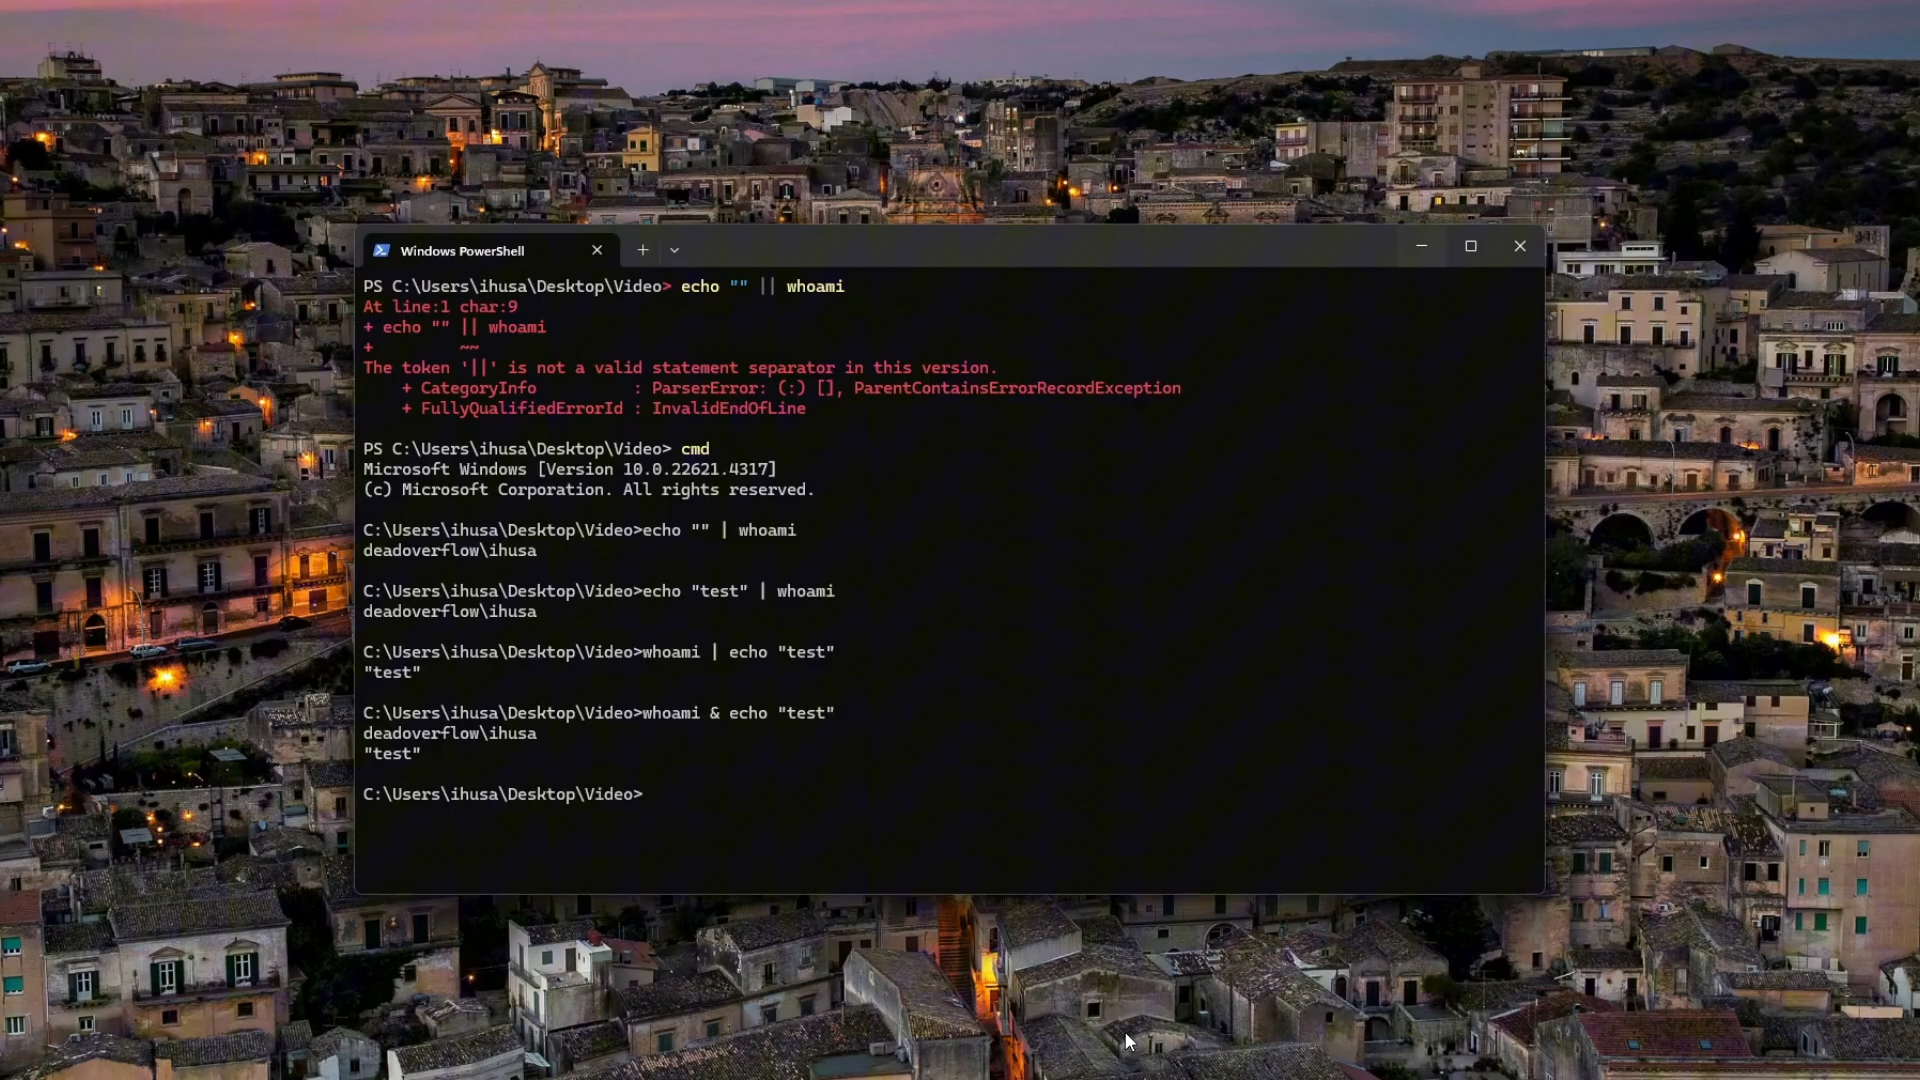 Windows PowerShell
PS C:\Users\ihusa\Desktop\Video> echo "" || whoami
At line:1 char:9
+ echo "" || whoami
+         ~~
The token '||' is not a valid statement separator in this version.
    + CategoryInfo          : ParserError: (:) [], ParentContainsErrorRecordException
    + FullyQualifiedErrorId : InvalidEndOfLine
PS C:\Users\ihusa\Desktop\Video> cmd
Microsoft Windows [Version 10.0.22621.4317]
(c) Microsoft Corporation. All rights reserved.
C:\Users\ihusa\Desktop\Video>echo "" | whoami
deadoverflow\ihusa
C:\Users\ihusa\Desktop\Video>echo "test" | whoami
deadoverflow\ihusa
C:\Users\ihusa\Desktop\Video>whoami | echo "test"
"test"
C:\Users\ihusa\Desktop\Video>whoami & echo "test"
deadoverflow\ihusa
"test"
C:\Users\ihusa\Desktop\Video>